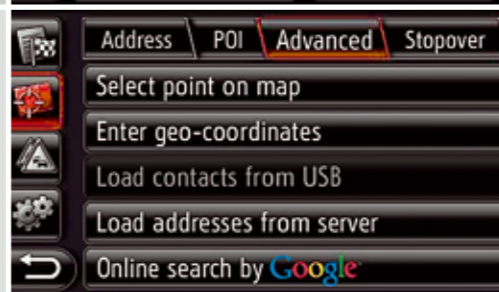 Address POI Advanced Stopover
Select point on map
Enter geo-coordinates
Load contacts from USB
Load addresses from server
Online search by Google